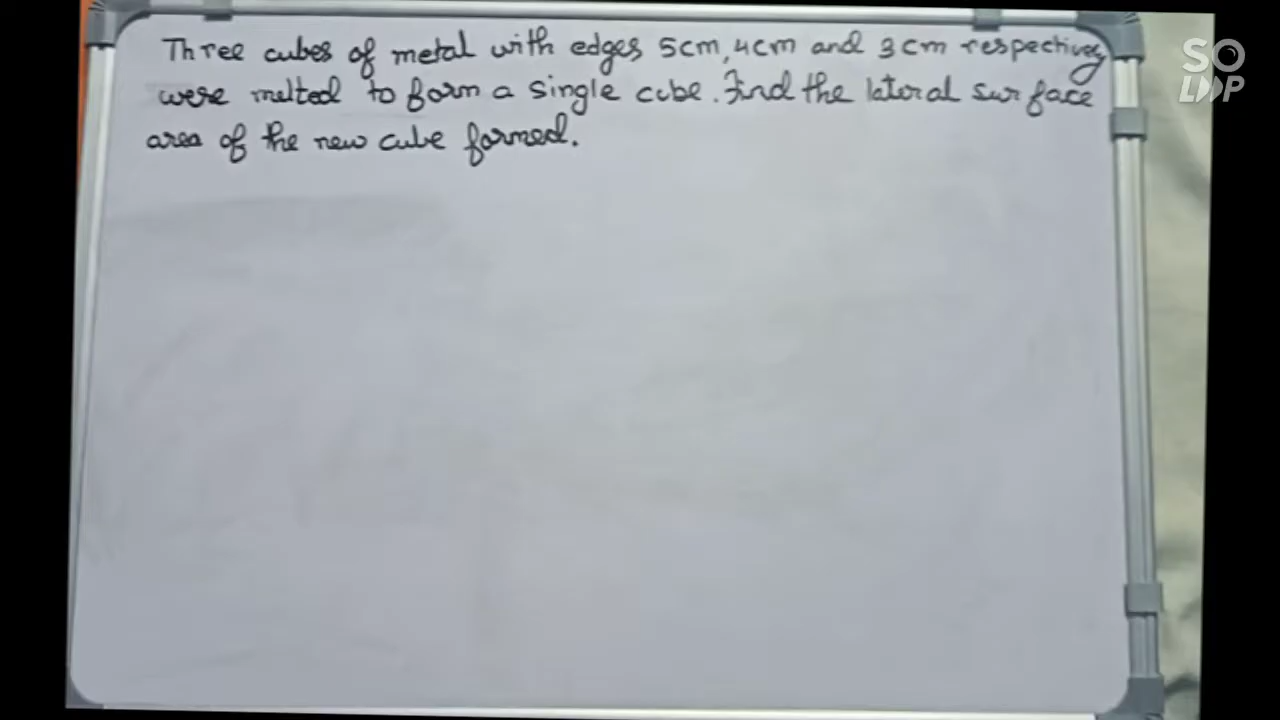 Three cubes of metal with edges 5cm, 4cm and 3cm respectively
were melted to form a single cube. Find the lateral surface
area of the new cube formed.
SO
LDP